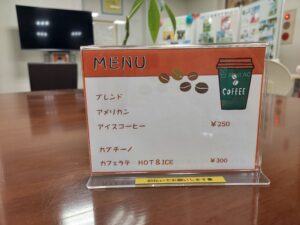 MENU
COFFEE
ブレンド
アメリカン
アイスコーヒー ¥250
カプチーノ
カフェラテ HOT & ICE ¥300